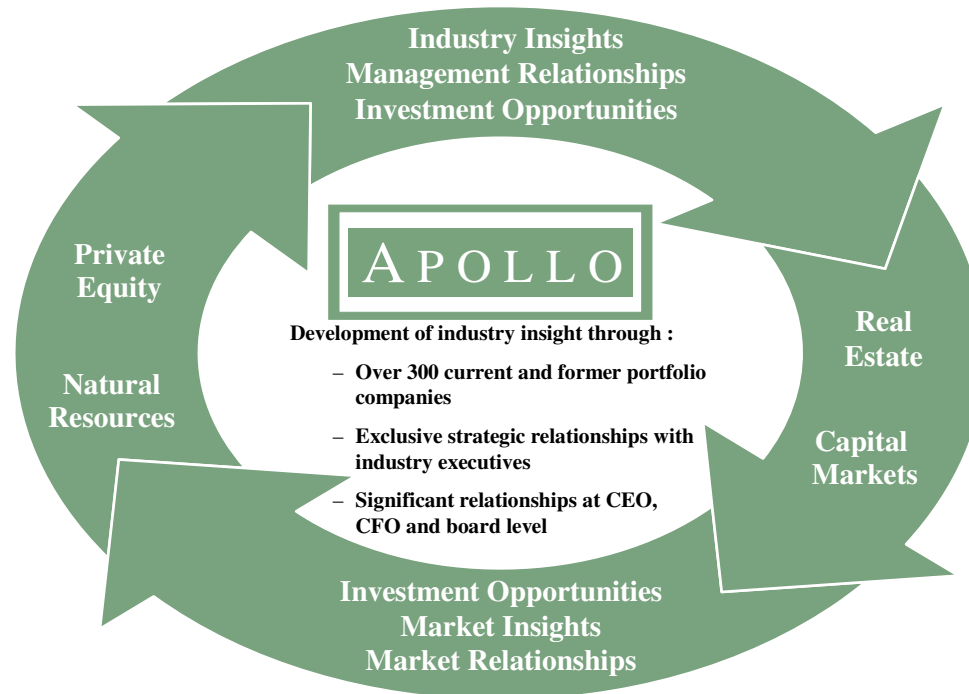 Industry Insights
Management Relationships
Investment Opportunities
Private
Equity
Natural
Resources
APOLLO
Development of industry insight through :
– Over 300 current and former portfolio
companies
– Exclusive strategic relationships with
industry executives
– Significant relationships at CEO,
CFO and board level
Real
Estate
Capital
Markets
Investment Opportunities
Market Insights
Market Relationships